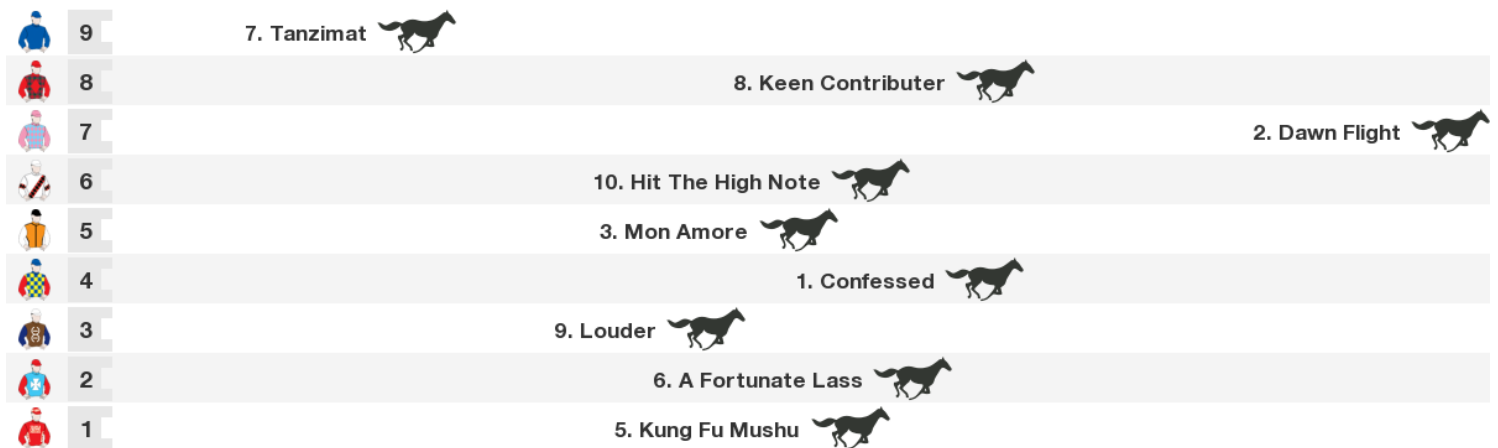 9 7. Tanzimat
8 8. Keen Contributer
7 2. Dawn Flight
6 10. Hit The High Note
5 3. Mon Amore
4 1. Confessed
3 9. Louder
2 6. A Fortunate Lass
1 5. Kung Fu Mushu